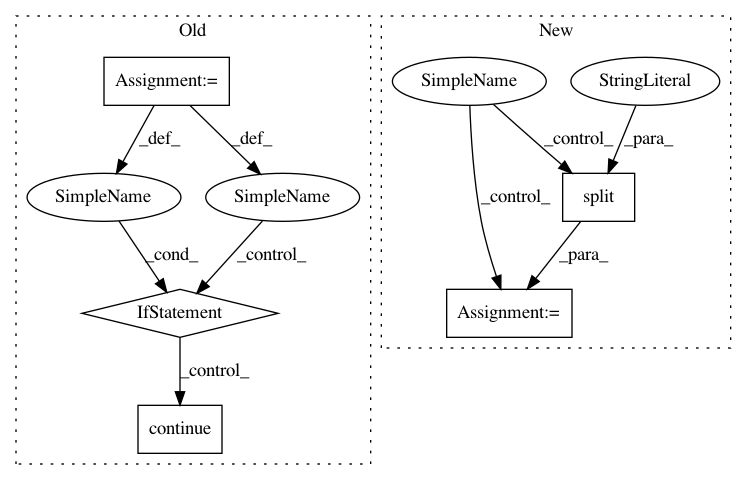 Old
New
Assignment:=
SimpleName
StringLiteral
_def_
_def_
_control_
_para_
SimpleName
SimpleName
_control_
split
_cond_
_control_
_para_
IfStatement
Assignment:=
_control_
continue